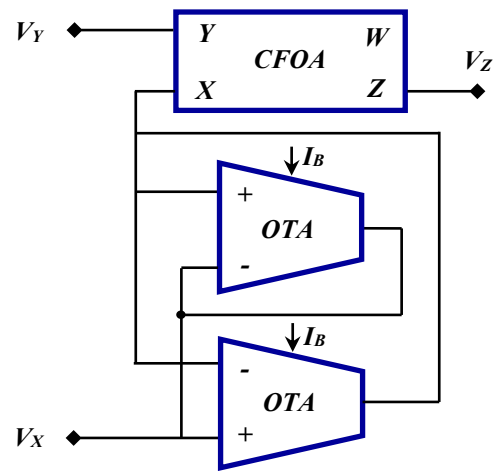 V_Y
Y
W
CFOA
V_Z
X
Z
I_B
+
OTA
-
I_B
-
OTA
V_X
+